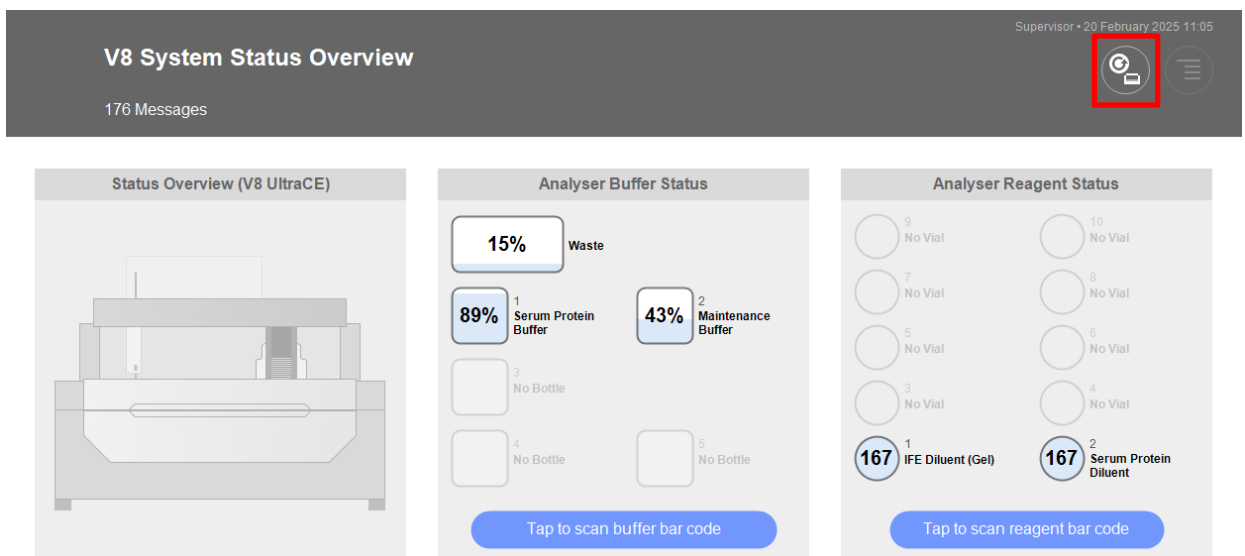 Supervisor • 20 February 2025 11:05
V8 System Status Overview
176 Messages
Status Overview (V8 UltraCE)
Analyser Buffer Status
15%
Waste
89%
1
Serum Protein
Buffer
43%
2
Maintenance
Buffer
3
No Bottle
4
No Bottle
5
No Bottle
Tap to scan buffer bar code
Analyser Reagent Status
9
No Vial
10
No Vial
7
No Vial
8
No Vial
5
No Vial
6
No Vial
3
No Vial
4
No Vial
167
1
IFE Diluent (Gel)
167
2
Serum Protein
Diluent
Tap to scan reagent bar code